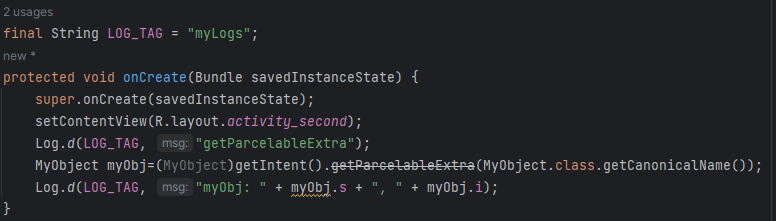 2 usages
final String LOG_TAG = "myLogs";
new *
protected void onCreate(Bundle savedInstanceState) {
    super.onCreate(savedInstanceState);
    setContentView(R.layout.activity_second);
    Log.d(LOG_TAG, msg: "getParcelableExtra");
    MyObject myObj=(MyObject)getIntent().getParcelableExtra(MyObject.class.getCanonicalName());
    Log.d(LOG_TAG, msg: "myObj: " + myObj.s + ", " + myObj.i);
}